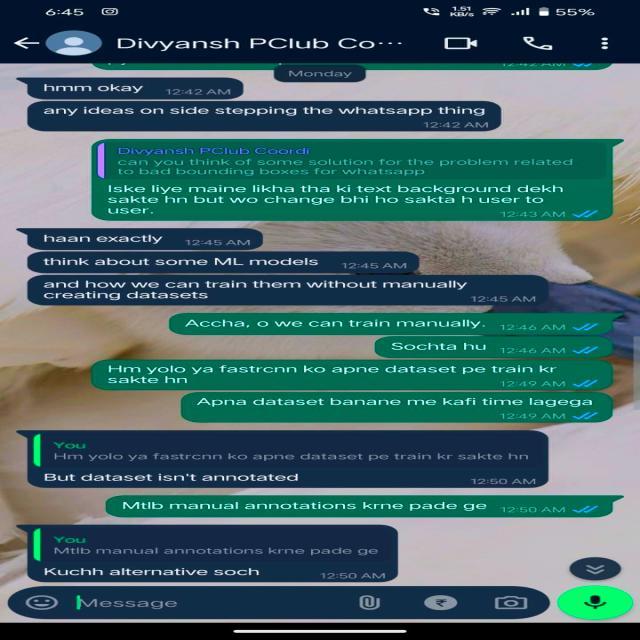 6:45
1.51
KB/s
55%
Divyansh PClub Co···
12:42 AM
Monday
hmm okay
12:42 AM
any ideas on side stepping the whatsapp thing
12:42 AM
Divyansh PClub Coordi
can you think of some solution for the problem related
to bad bounding boxes for whatsapp
Iske liye maine likha tha ki text background dekh
sakte hn but wo change bhi ho sakta h user to
user.
12:43 AM
haan exactly
12:45 AM
think about some ML models
12:45 AM
and how we can train them without manually
creating datasets
12:45 AM
Accha, o we can train manually.
12:46 AM
Sochta hu
12:46 AM
Hm yolo ya fastrcnn ko apne dataset pe train kr
sakte hn
12:49 AM
Apna dataset banane me kafi time lagega
12:49 AM
You
Hm yolo ya fastrcnn ko apne dataset pe train kr sakte hn
But dataset isn't annotated
12:50 AM
Mtlb manual annotations krne pade ge
12:50 AM
You
Mtlb manual annotations krne pade ge
Kuchh alternative soch
12:50 AM
Message